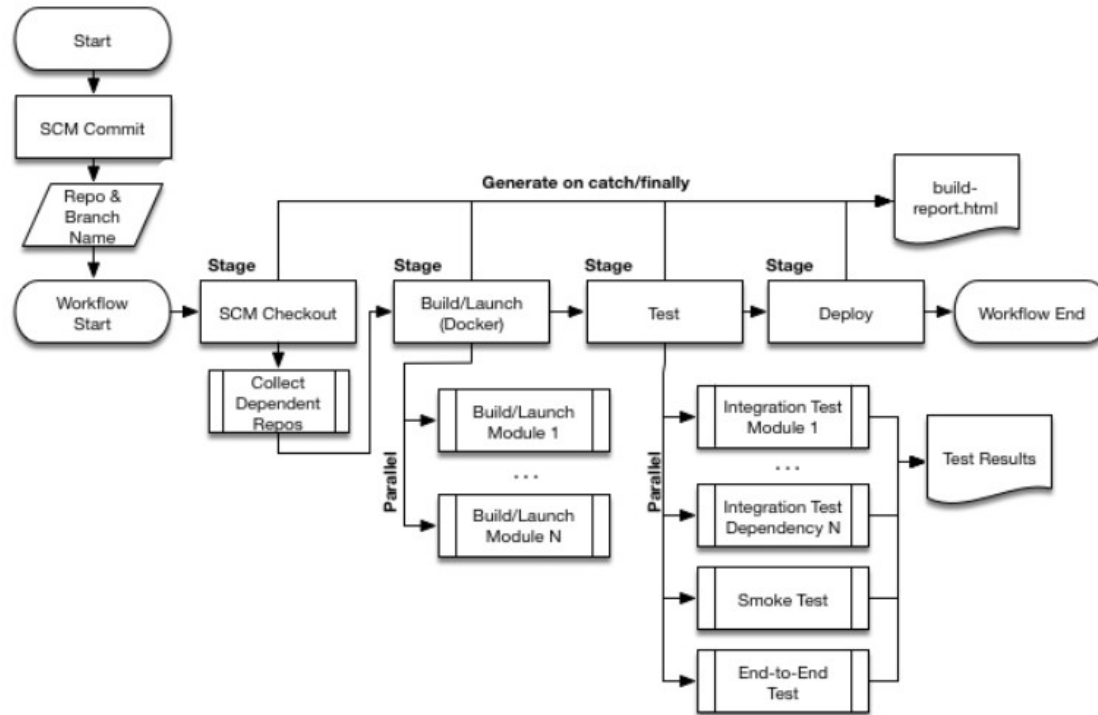 Start
SCM Commit
Repo &
Branch
Name
Workflow
Start
Generate on catch/finally
build-
report.html
Stage
SCM Checkout
Collect
Dependent
Repos
Stage
Build/Launch
(Docker)
Parallel
Build/Launch
Module 1
...
Build/Launch
Module N
Stage
Test
Parallel
Integration Test
Module 1
...
Integration Test
Dependency N
Smoke Test
End-to-End
Test
Test Results
Stage
Deploy
Workflow End